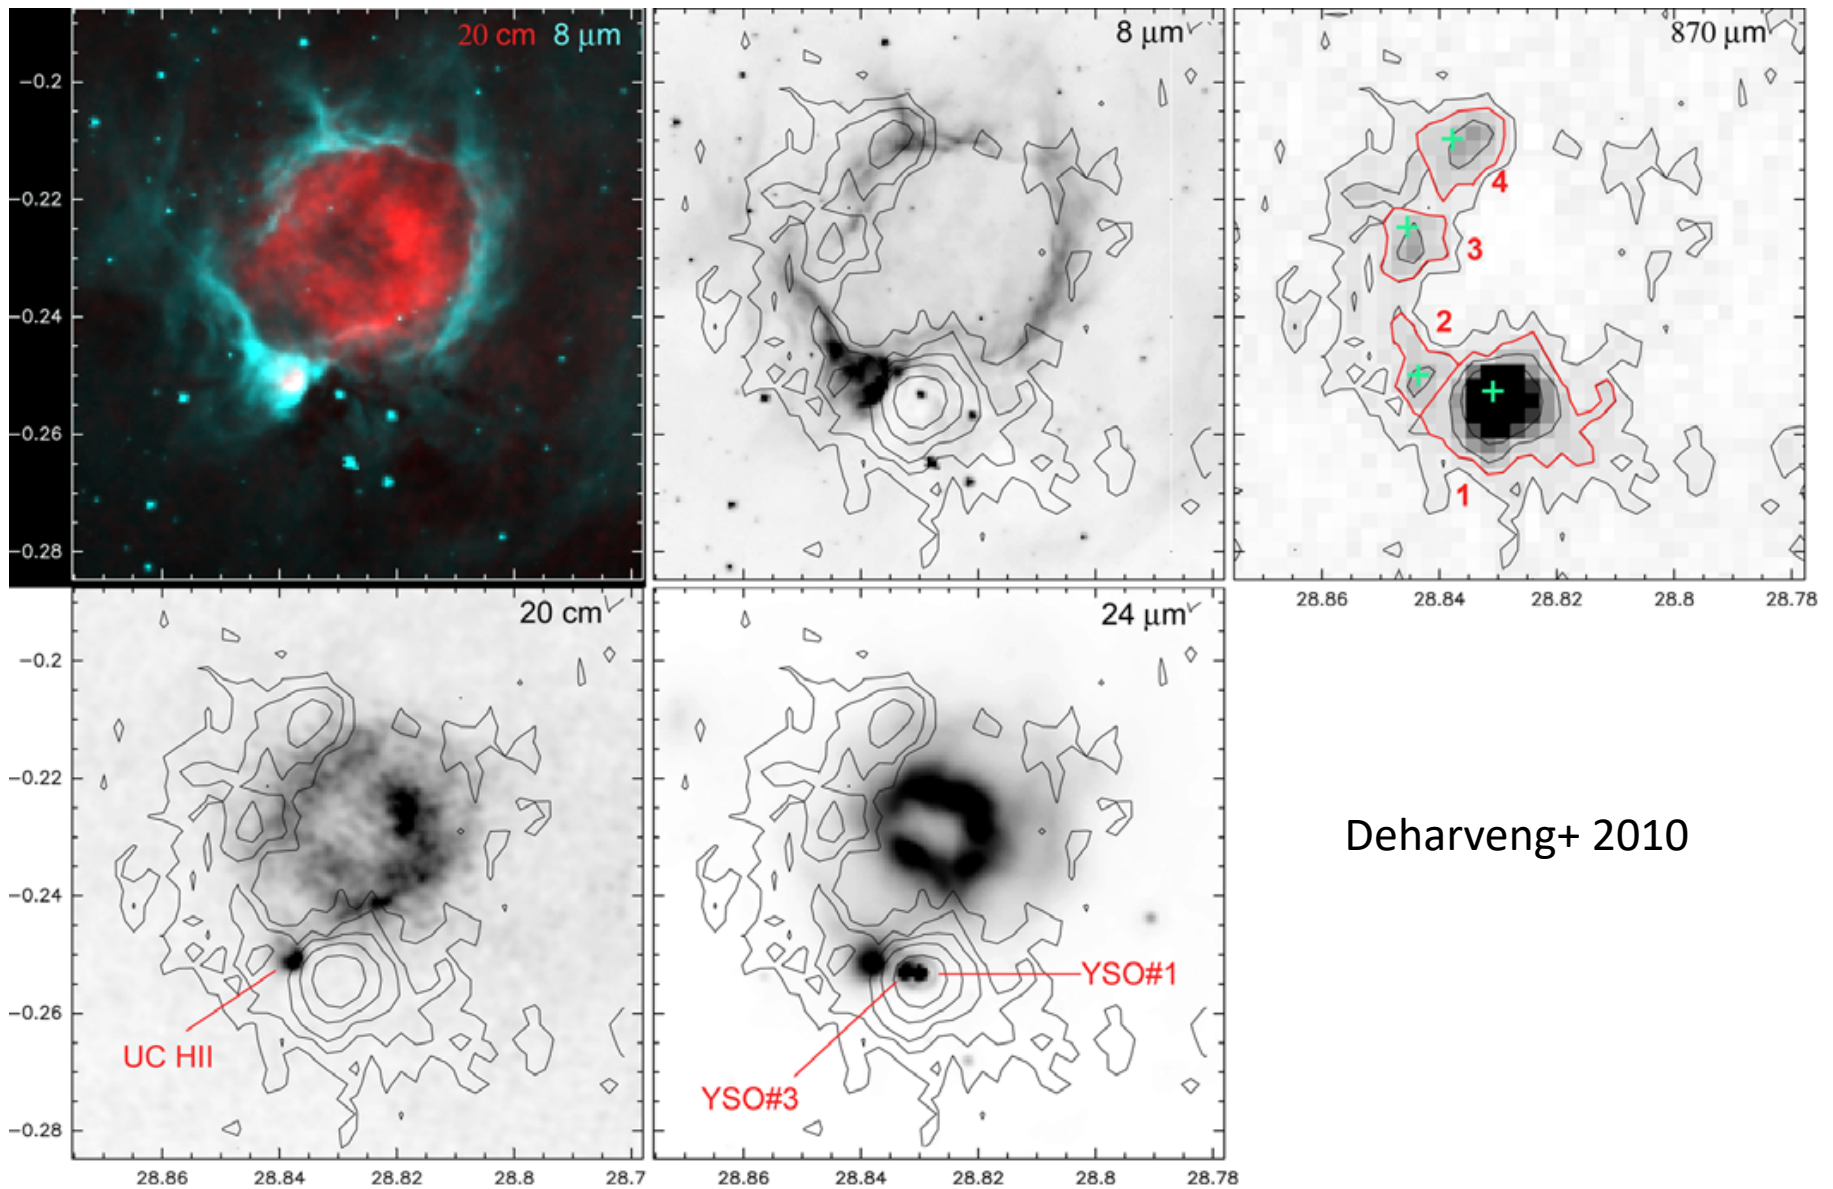 20 cm 8 μm
8 μm
870 μm
−0.2
−0.22
−0.24
−0.26
−0.28
4
3
2
1
28.86 28.84 28.82 28.8 28.78
20 cm
24 μm
−0.2
−0.22
−0.24
−0.26
−0.28
UC HII
YSO#1
YSO#3
28.86 28.84 28.82 28.8 28.7
28.86 28.84 28.82 28.8 28.78
Deharveng+ 2010